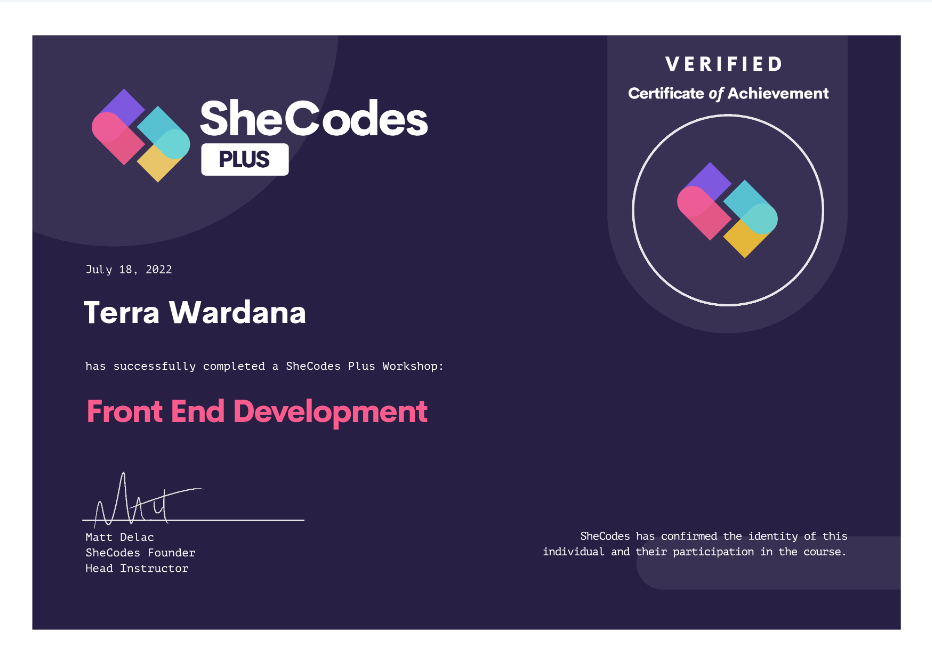 SheCodes
PLUS
VERIFIED
Certificate of Achievement
July 18, 2022
Terra Wardana
has successfully completed a SheCodes Plus Workshop:
Front End Development
Matt
Matt Delac
SheCodes Founder
Head Instructor
SheCodes has confirmed the identity of this
individual and their participation in the course.